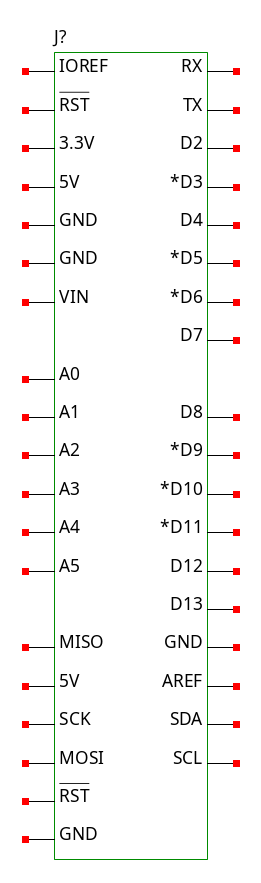 J?
IOREF RX
RST TX
3.3V D2
5V *D3
GND D4
GND *D5
VIN *D6
D7
A0
A1 D8
A2 *D9
A3 *D10
A4 *D11
A5 D12
D13
MISO GND
5V AREF
SCK SDA
MOSI SCL
RST
GND